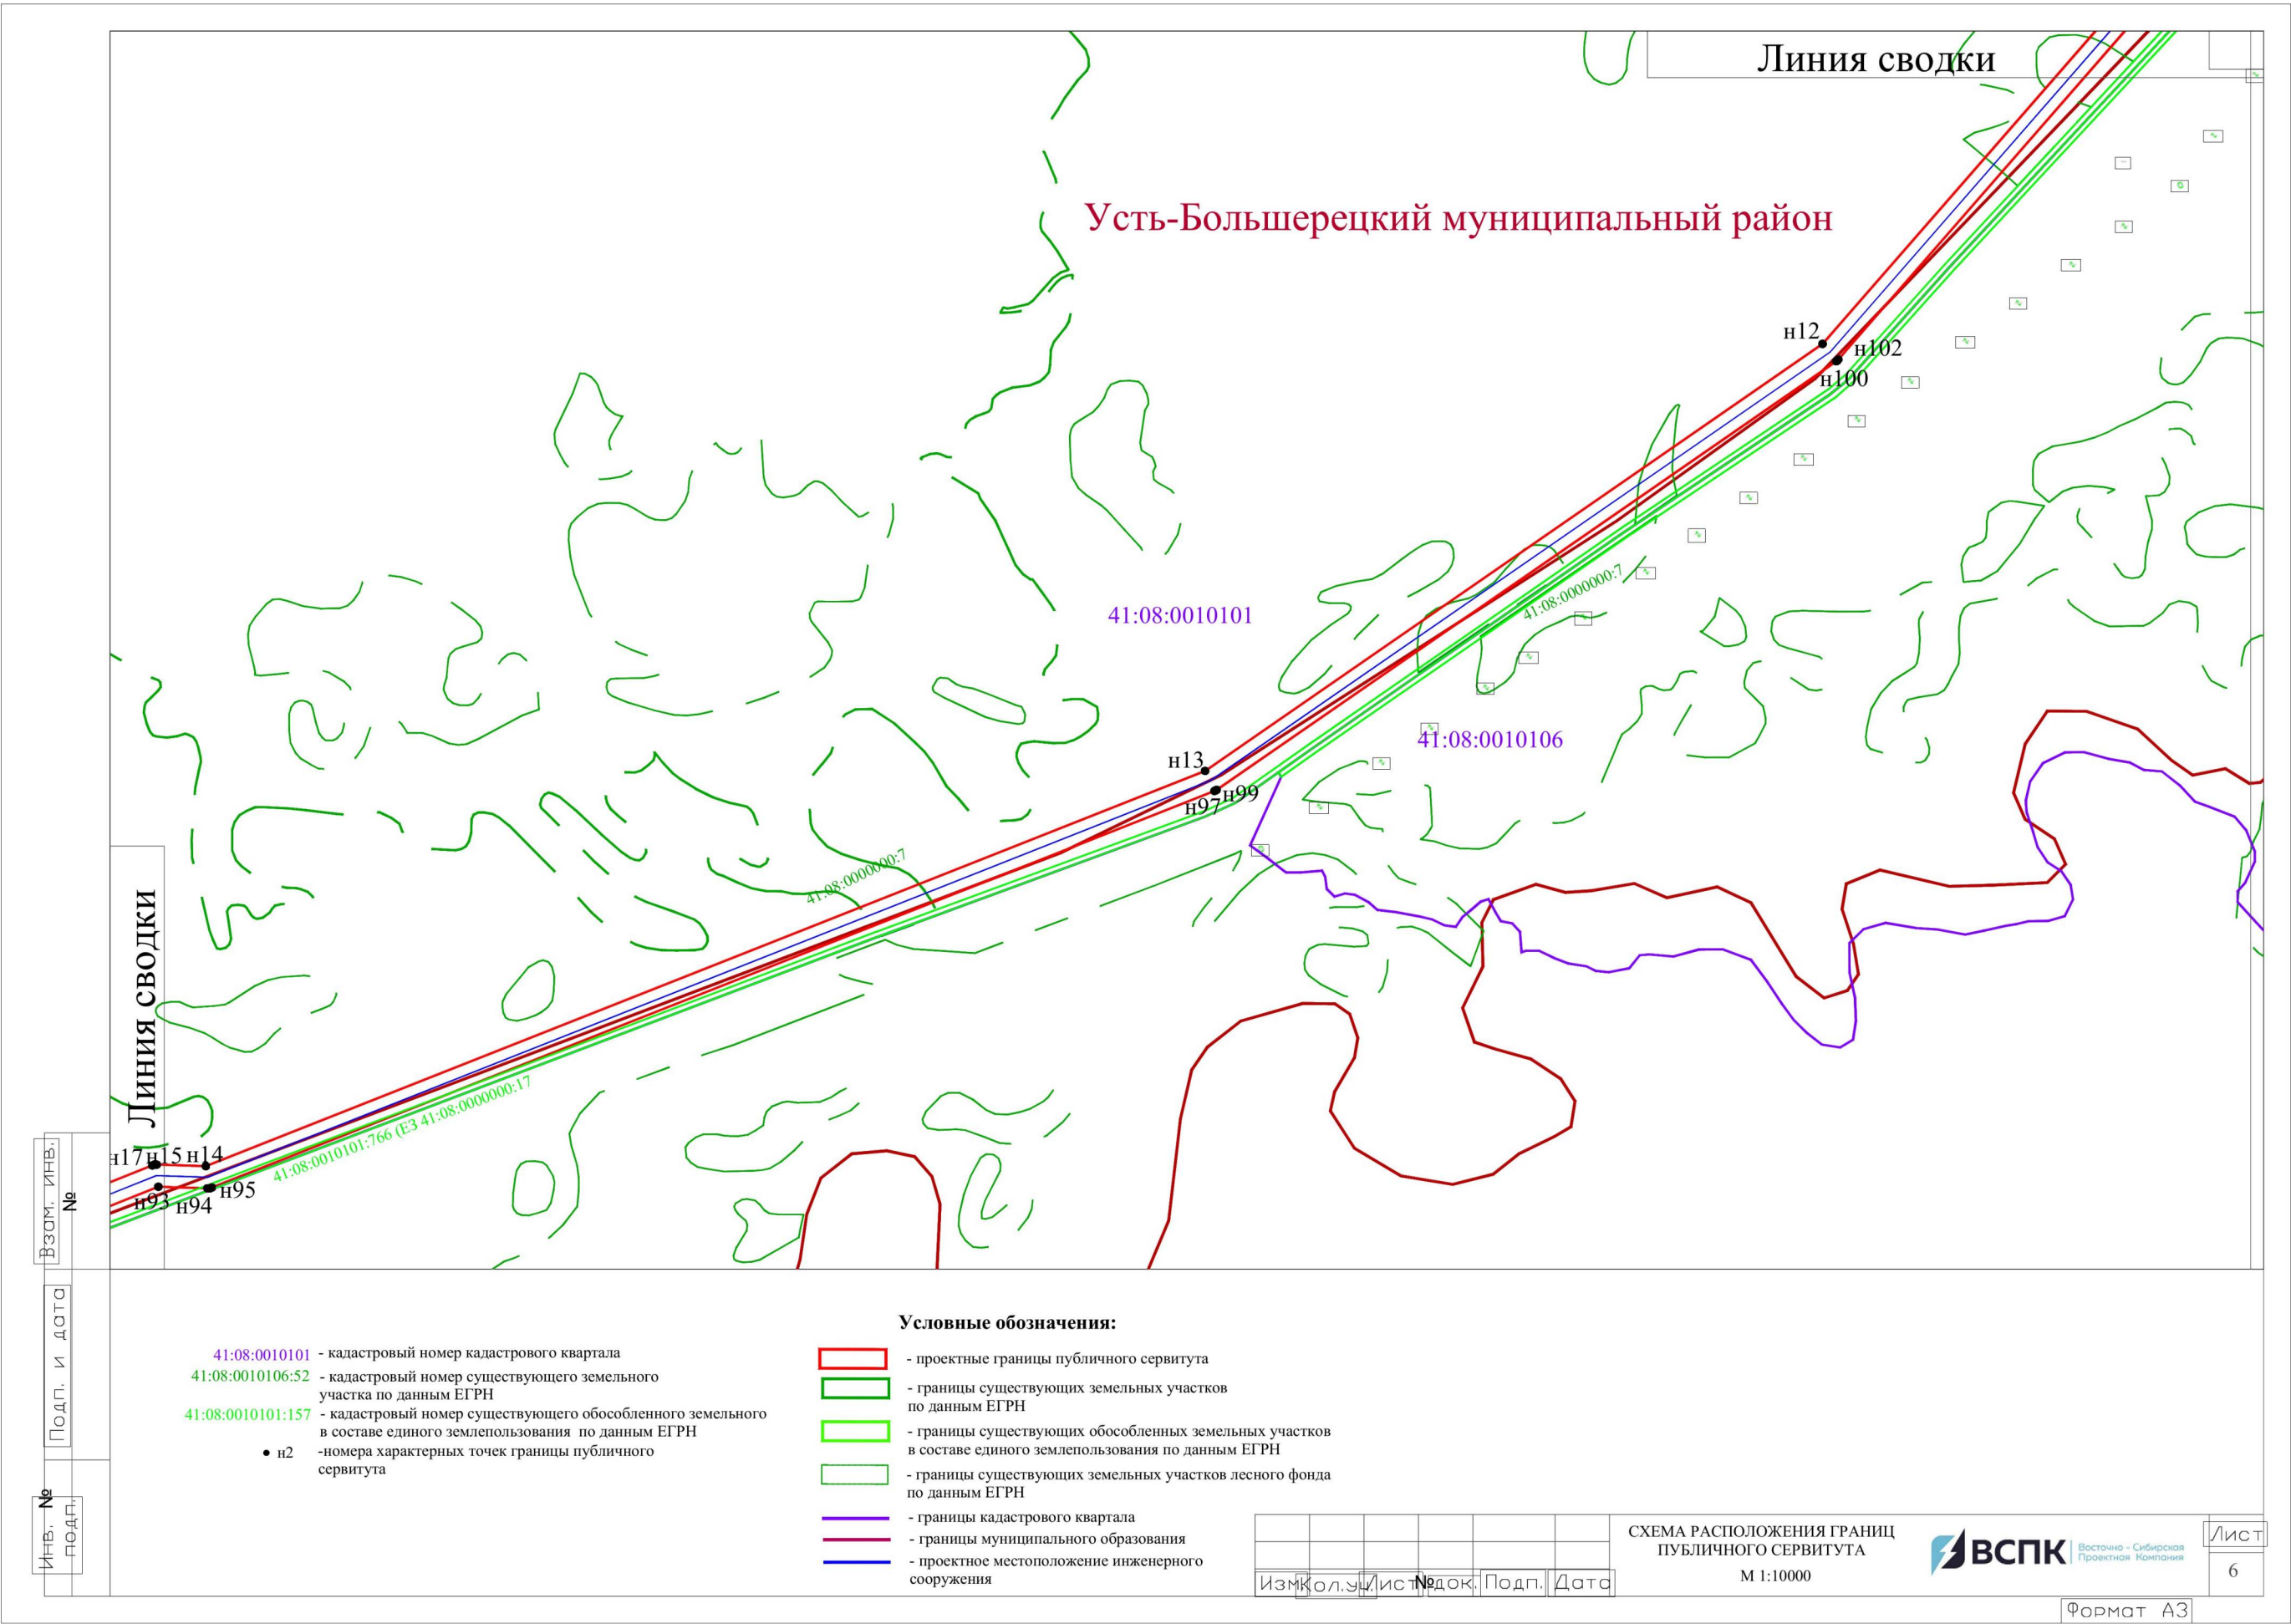 Линия сводки
Усть-Большерецкий муниципальный район
н12
н102
н100
41:08:0000000:7
41:08:0010101
41:08:0010106
н13
н97
н99
41:08:0000000:7
Линия сводки
41:08:0010101:766 (ЕЗ 41:08:0000000:17
н17
н15
н14
н93
н94
н95
Взам. инв. №
Подп. и дата
Инв. № подп.
Условные обозначения:
41:08:0010101 - кадастровый номер кадастрового квартала
41:08:0010106:52 - кадастровый номер существующего земельного
участка по данным ЕГРН
41:08:0010101:157 - кадастровый номер существующего обособленного земельного
в составе единого землепользования по данным ЕГРН
н2 -номера характерных точек границы публичного
сервитута
- проектные границы публичного сервитута
- границы существующих земельных участков
по данным ЕГРН
- границы существующих обособленных земельных участков
в составе единого землепользования по данным ЕГРН
- границы существующих земельных участков лесного фонда
по данным ЕГРН
- границы кадастрового квартала
- границы муниципального образования
- проектное местоположение инженерного
сооружения
Изм Кол.уч. Лист №док. Подп. Дата
СХЕМА РАСПОЛОЖЕНИЯ ГРАНИЦ
ПУБЛИЧНОГО СЕРВИТУТА
М 1:10000
ВСПК
Восточно - Сибирская
Проектная Компания
Лист
6
Формат А3